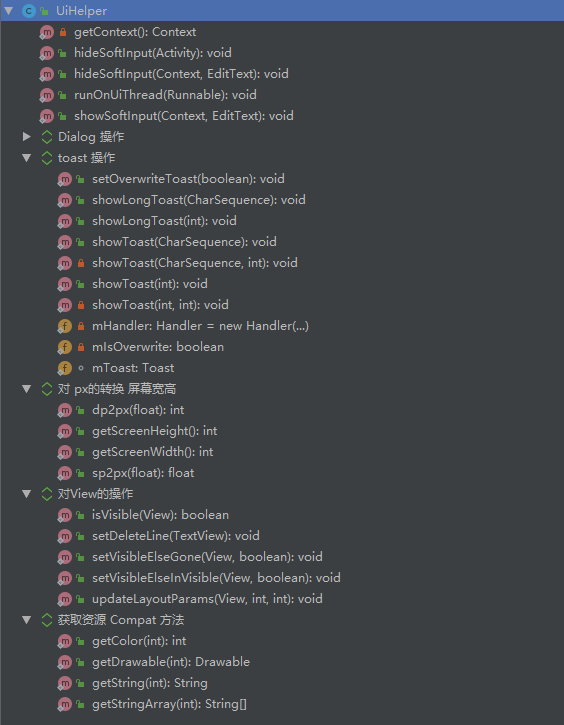 UiHelper
getContext(): Context
hideSoftInput(Activity): void
hideSoftInput(Context, EditText): void
runOnUiThread(Runnable): void
showSoftInput(Context, EditText): void
Dialog 操作
toast 操作
setOverwriteToast(boolean): void
showLongToast(CharSequence): void
showLongToast(int): void
showToast(CharSequence): void
showToast(CharSequence, int): void
showToast(int): void
showToast(int, int): void
mHandler: Handler = new Handler(...)
mIsOverwrite: boolean
mToast: Toast
对 px的转换 屏幕宽高
dp2px(float): int
getScreenHeight(): int
getScreenWidth(): int
sp2px(float): float
对View的操作
isVisible(View): boolean
setDeleteLine(TextView): void
setVisibleElseGone(View, boolean): void
setVisibleElseInVisible(View, boolean): void
updateLayoutParams(View, int, int): void
获取资源 Compat 方法
getColor(int): int
getDrawable(int): Drawable
getString(int): String
getStringArray(int): String[]